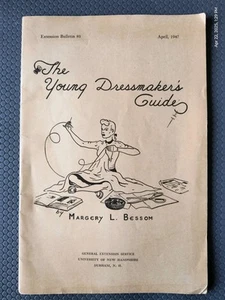 Extension Bulletin 81 April, 1947
The
Young Dressmaker's
Guide
by MARGERY L. BESSOM
GENERAL EXTENSION SERVICE
UNIVERSITY OF NEW HAMPSHIRE
DURHAM, N. H.